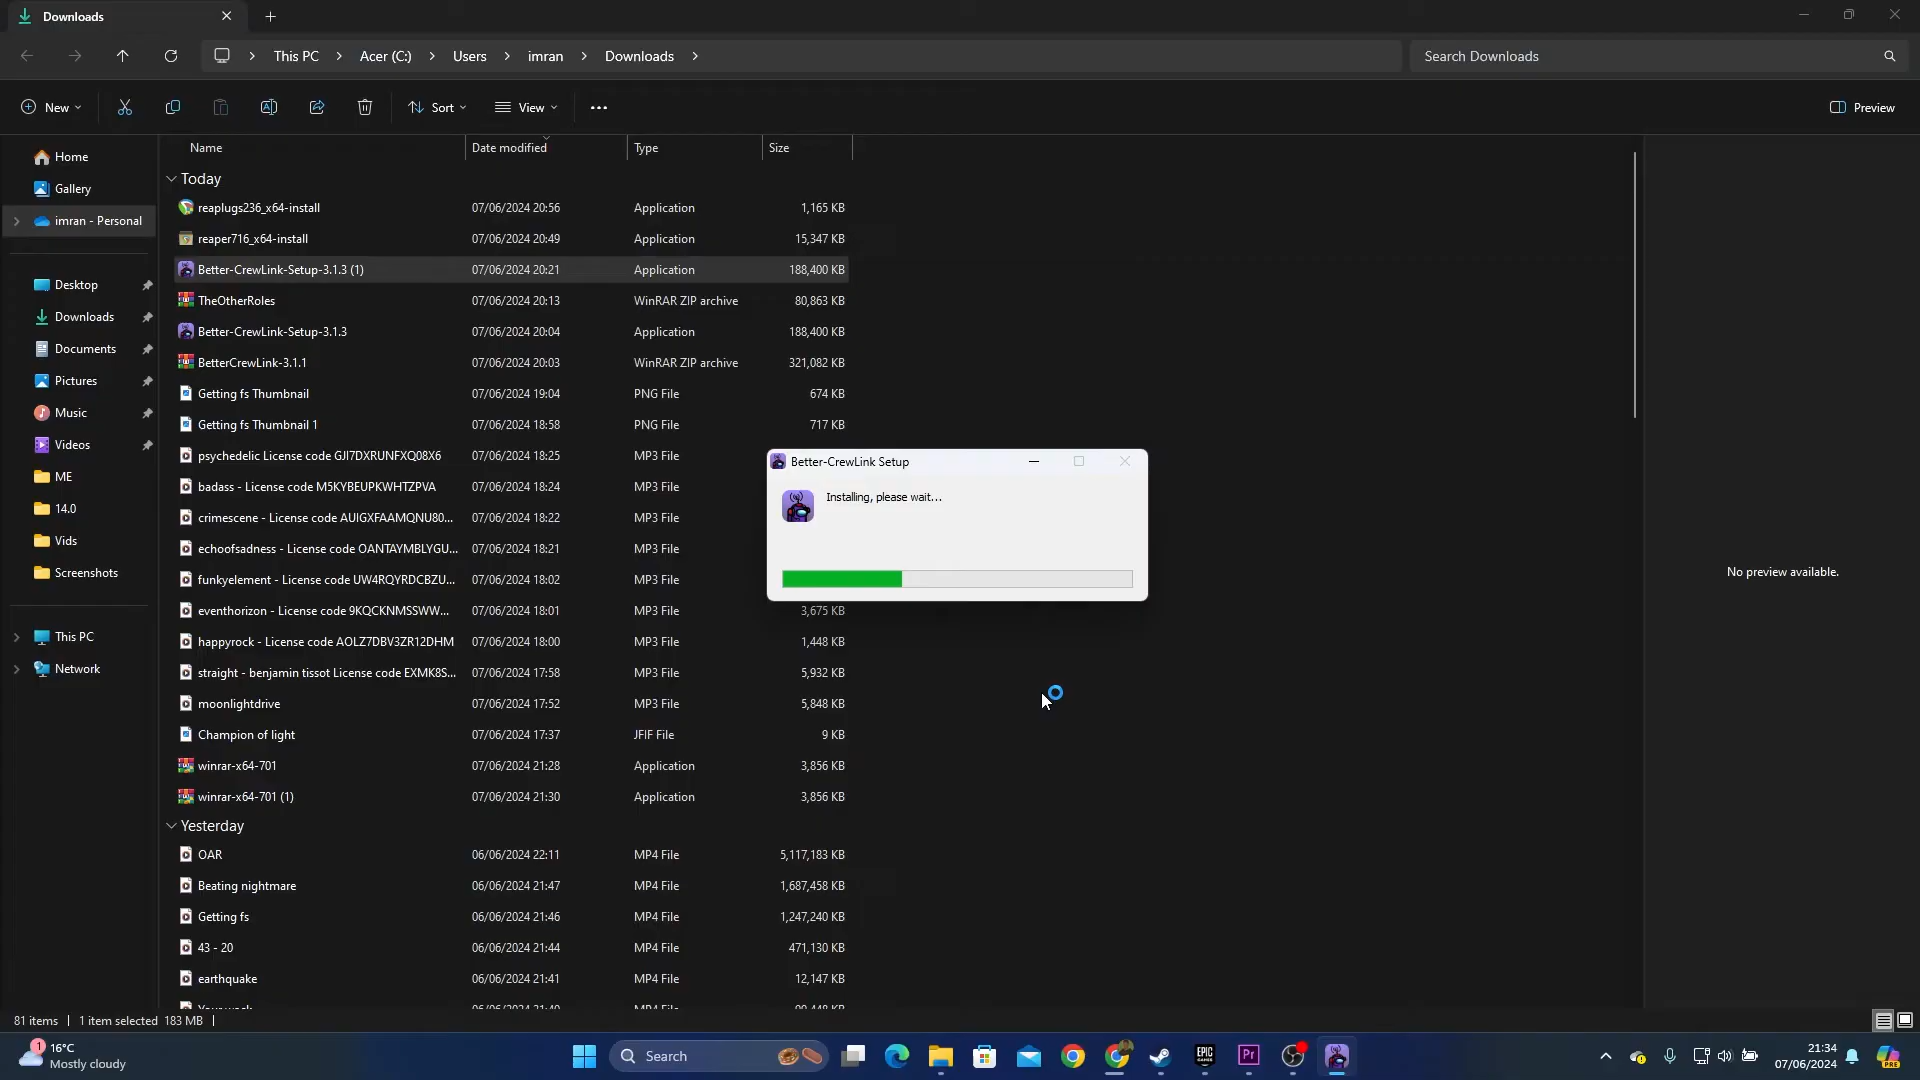 Downloads
This PC
Acer (C:)
Users
imran
Downloads
Search Downloads
New
Sort
View
Preview
Home
Gallery
imran - Personal
Desktop
Downloads
Documents
Pictures
Music
Videos
ME
14.0
Vids
Screenshots
This PC
Network
Name Date modified Type Size
Today
reaplugs236_x64-install 07/06/2024 20:56 Application 1,165 KB
reaper716_x64-install 07/06/2024 20:49 Application 15,347 KB
Better-CrewLink-Setup-3.1.3 (1) 07/06/2024 20:21 Application 188,400 KB
TheOtherRoles 07/06/2024 20:13 WinRAR ZIP archive 80,863 KB
Better-CrewLink-Setup-3.1.3 07/06/2024 20:04 Application 188,400 KB
BetterCrewLink-3.1.1 07/06/2024 20:03 WinRAR ZIP archive 321,082 KB
Getting fs Thumbnail 07/06/2024 19:04 PNG File 674 KB
Getting fs Thumbnail 1 07/06/2024 18:58 PNG File 717 KB
psychedelic License code GJI7DXRUNFXQ08X6 07/06/2024 18:25 MP3 File
badass - License code M5KYBEUPKWHTZPVA 07/06/2024 18:24 MP3 File
crimescene - License code AUIGXFAAMQNU80... 07/06/2024 18:22 MP3 File
echoofsadness - License code OANTAYMBLYGU... 07/06/2024 18:21 MP3 File
funkyelement - License code UW4RQYRDCBZU... 07/06/2024 18:02 MP3 File
eventhorizon - License code 9KQCKNMSSWW... 07/06/2024 18:01 MP3 File 3,675 KB
happyrock - License code AOLZ7DBV3ZR12DHM 07/06/2024 18:00 MP3 File 1,448 KB
straight - benjamin tissot License code EXMK8S... 07/06/2024 17:58 MP3 File 5,932 KB
moonlightdrive 07/06/2024 17:52 MP3 File 5,848 KB
Champion of light 07/06/2024 17:37 JFIF File 9 KB
winrar-x64-701 07/06/2024 21:28 Application 3,856 KB
winrar-x64-701 (1) 07/06/2024 21:30 Application 3,856 KB
Yesterday
OAR 06/06/2024 22:11 MP4 File 5,117,183 KB
Beating nightmare 06/06/2024 21:47 MP4 File 1,687,458 KB
Getting fs 06/06/2024 21:46 MP4 File 1,247,240 KB
43 - 20 06/06/2024 21:44 MP4 File 471,130 KB
earthquake 06/06/2024 21:41 MP4 File 12,147 KB
Better-CrewLink Setup
Installing, please wait...
No preview available.
81 items
1 item selected 183 MB
1
16°C
Mostly cloudy
Search
EPIC
GAMES
Pr
21:34
07/06/2024
PRE